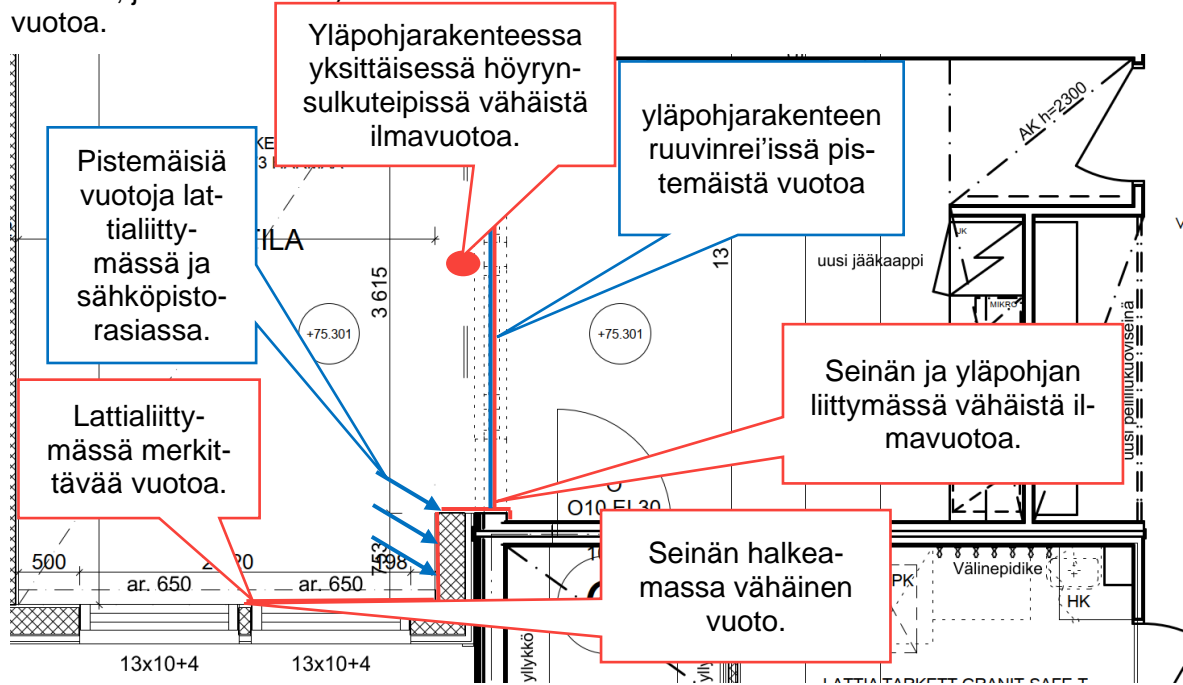 vuotoa.
Yläpohjarakenteessa
yksittäisessä höyryn-
sulkuteipissä vähäistä
ilmavuotoa.
yläpohjarakenteen
ruuvinrei’issä pis-
temäistä vuotoa
Pistemäisiä
vuotoja lat-
tialiitty-
mässä ja
sähköpisto-
rasiassa.
AK h=2300
TILA
3 615
13
+75.301
+75.301
uusi jääkaappi
JK
MIKRO
uusi peililiukuoviseinä
Seinän ja yläpohjan
liittymässä vähäistä il-
mavuotoa.
Lattialiitty-
mässä merkit-
tävää vuotoa.
O10 EI 30
Seinän halkea-
massa vähäinen
vuoto.
500
753
ar. 650
ar. 650
PK
Välinepidike
HK
13x10+4
13x10+4
LATTIA TARKETT GRANIT SAFE T